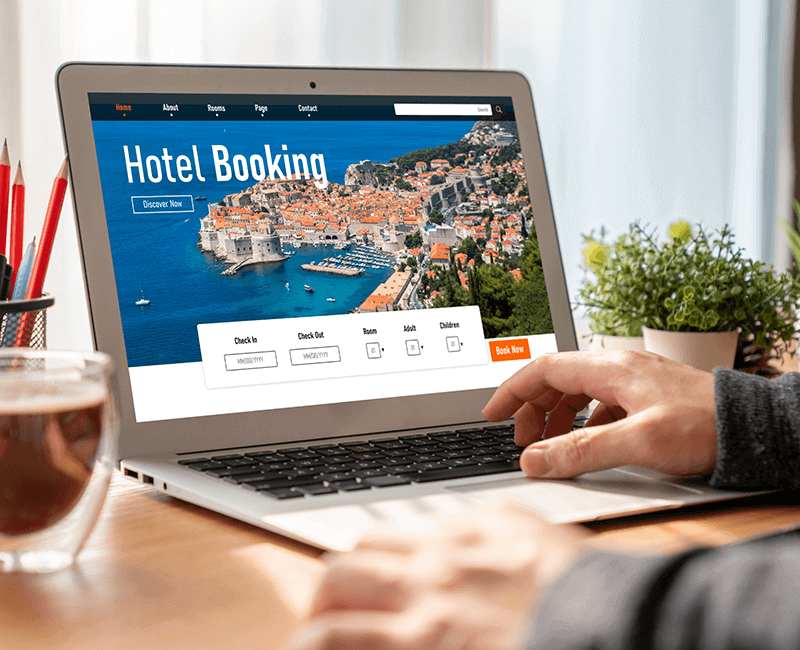 Home About Rooms Page Contact Search
Hotel Booking
Discover Now
Check In Check Out Room Adult Children
MM/DD/YYYY MM/DD/YYYY 01 01 01
Book Now